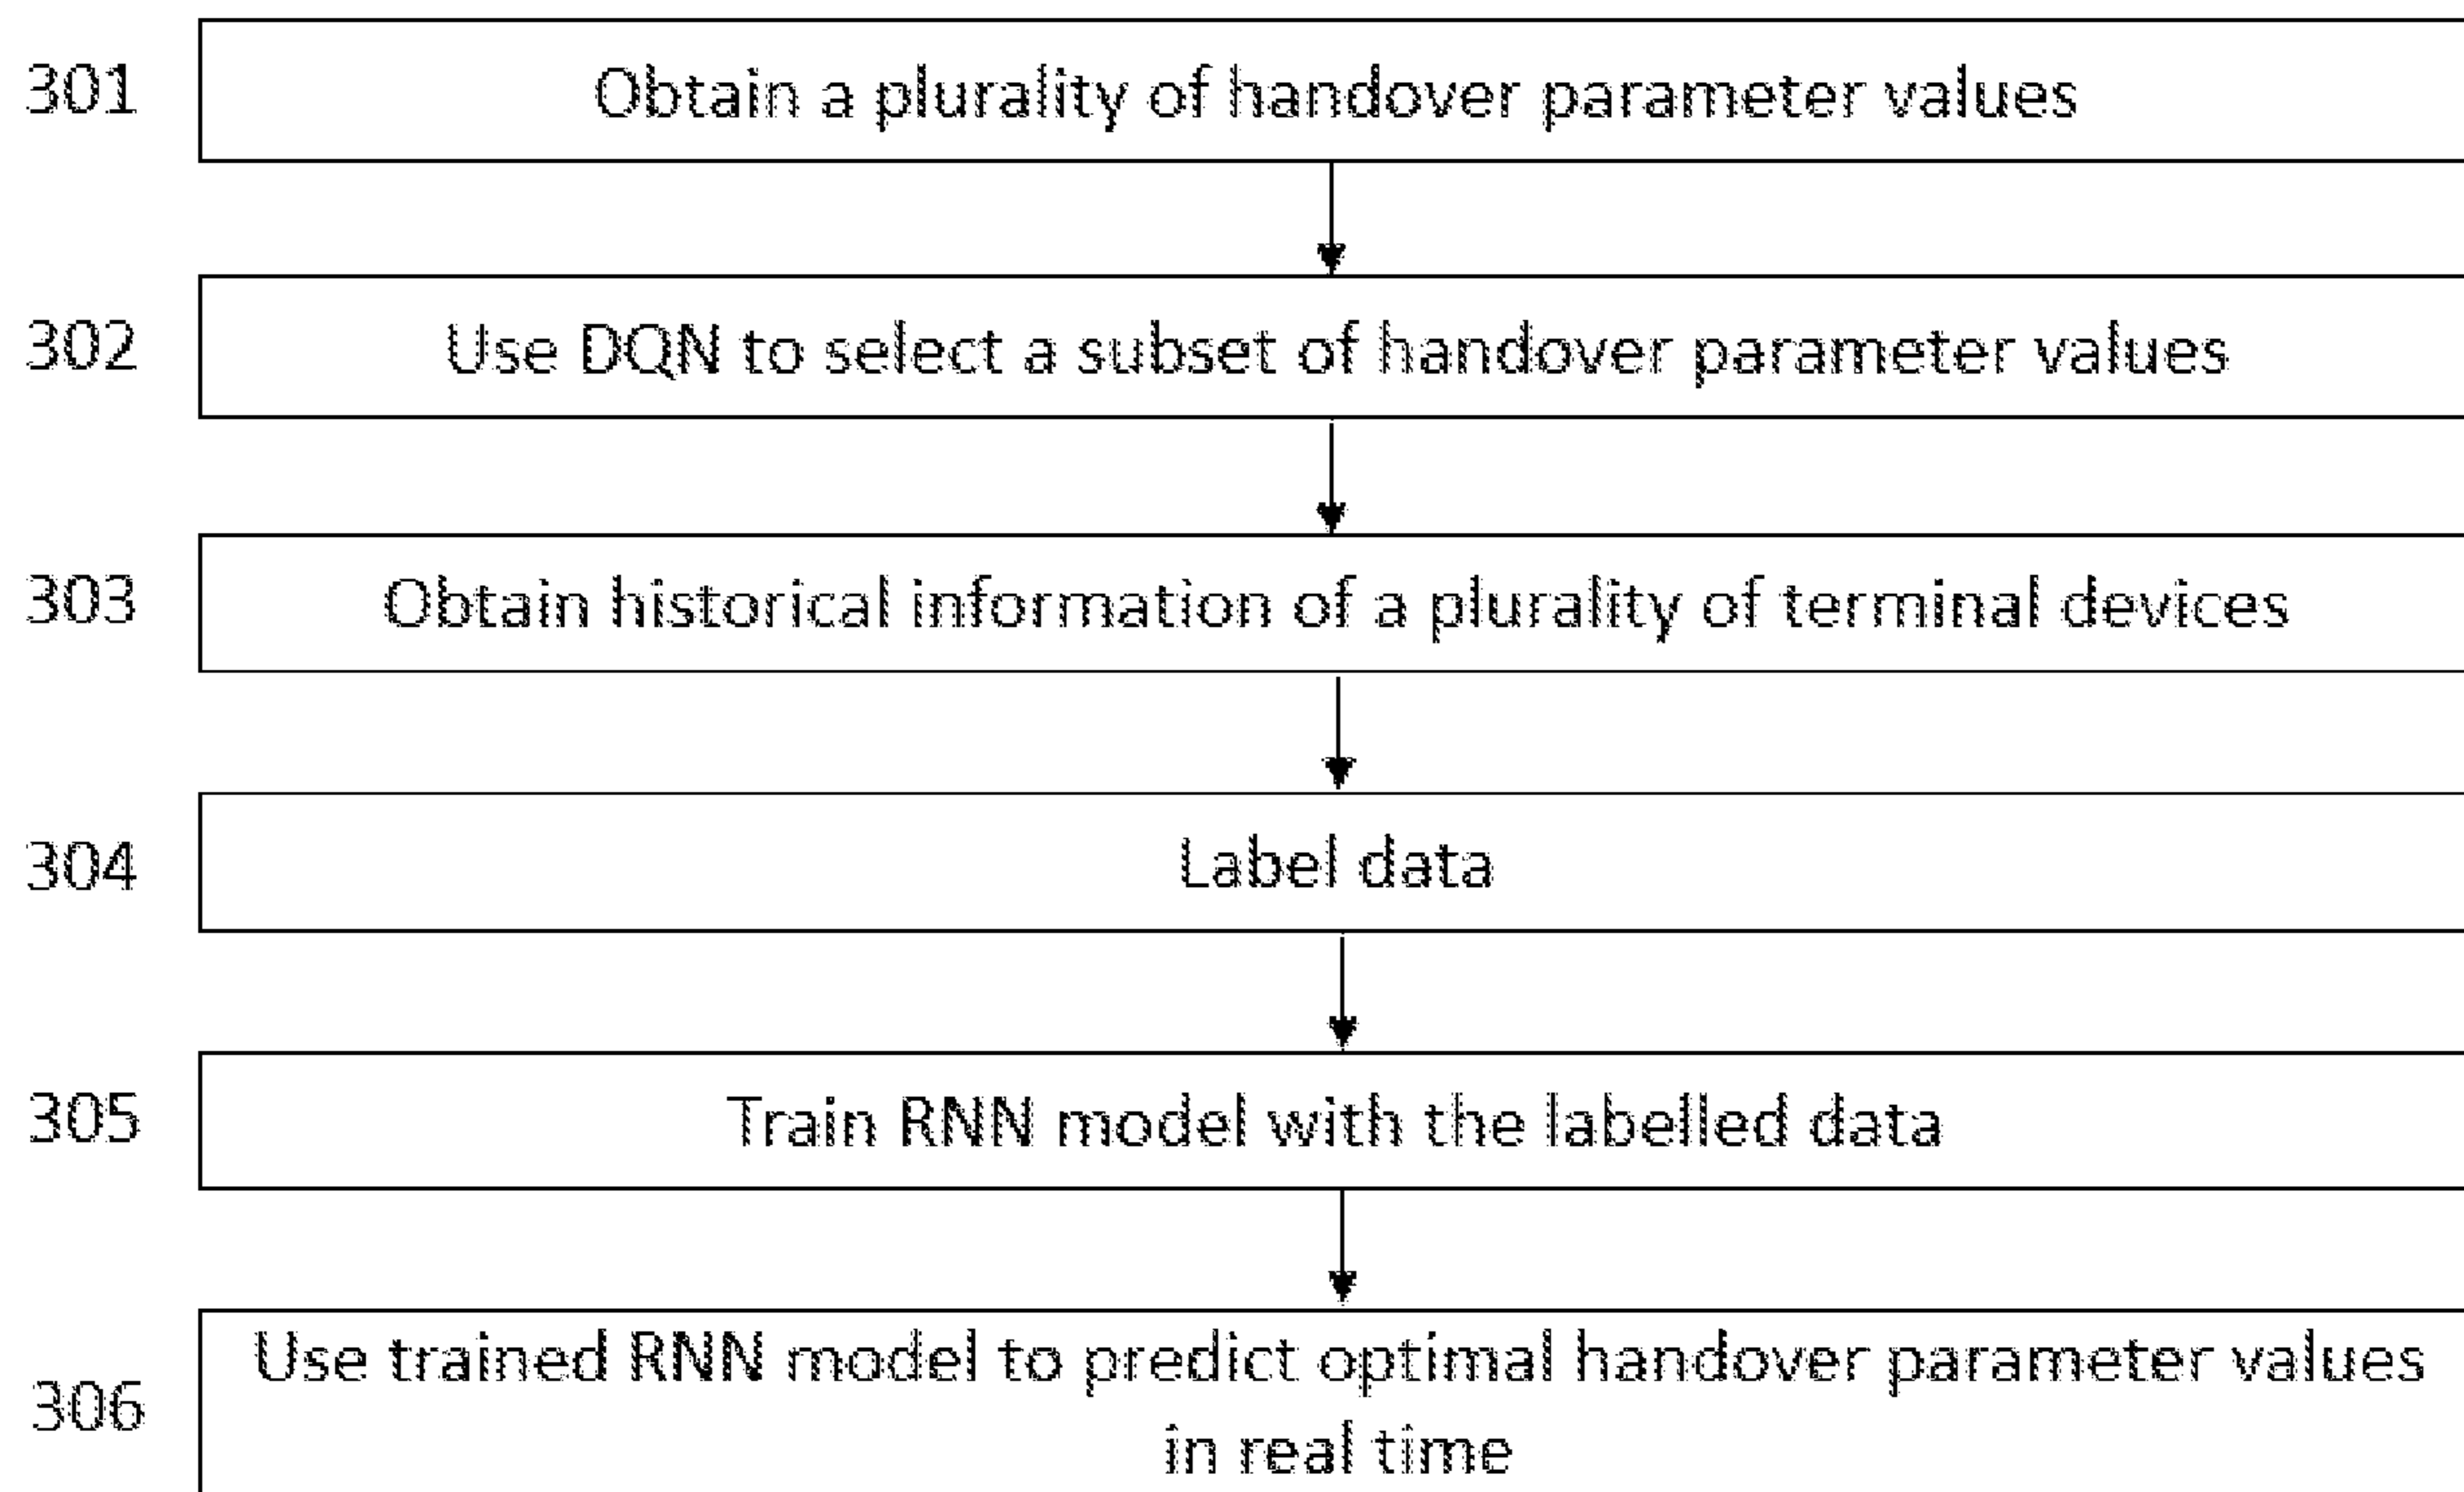 301
Obtain a plurality of handover parameter values
302
Use DQN to select a subset of handover parameter values
303
Obtain historical information of a plurality of terminal devices
304
Label data
305
Train RNN model with the labelled data
306
Use trained RNN model to predict optimal handover parameter values
in real time